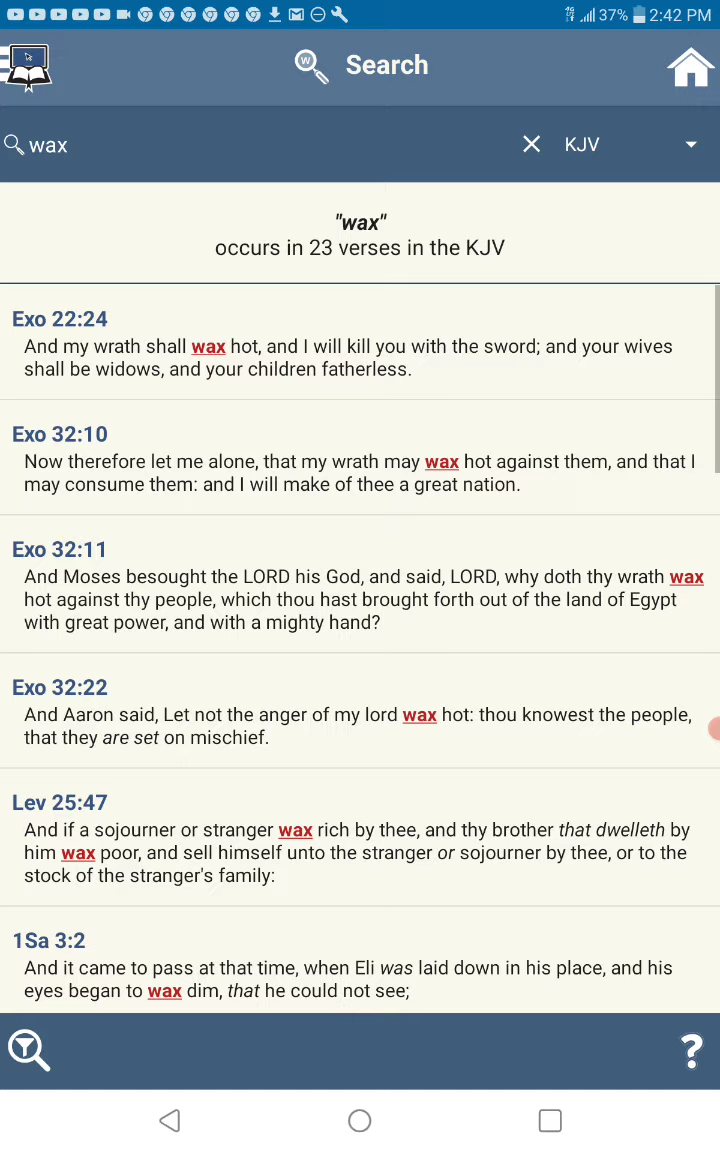 37% 2:42 PM
W Search
wax KJV
"wax"
occurs in 23 verses in the KJV
Exo 22:24
And my wrath shall wax hot, and I will kill you with the sword; and your wives
shall be widows, and your children fatherless.
Exo 32:10
Now therefore let me alone, that my wrath may wax hot against them, and that I
may consume them: and I will make of thee a great nation.
Exo 32:11
And Moses besought the LORD his God, and said, LORD, why doth thy wrath wax
hot against thy people, which thou hast brought forth out of the land of Egypt
with great power, and with a mighty hand?
Exo 32:22
And Aaron said, Let not the anger of my lord wax hot: thou knowest the people,
that they are set on mischief.
Lev 25:47
And if a sojourner or stranger wax rich by thee, and thy brother that dwelleth by
him wax poor, and sell himself unto the stranger or sojourner by thee, or to the
stock of the stranger's family:
1Sa 3:2
And it came to pass at that time, when Eli was laid down in his place, and his
eyes began to wax dim, that he could not see;
?